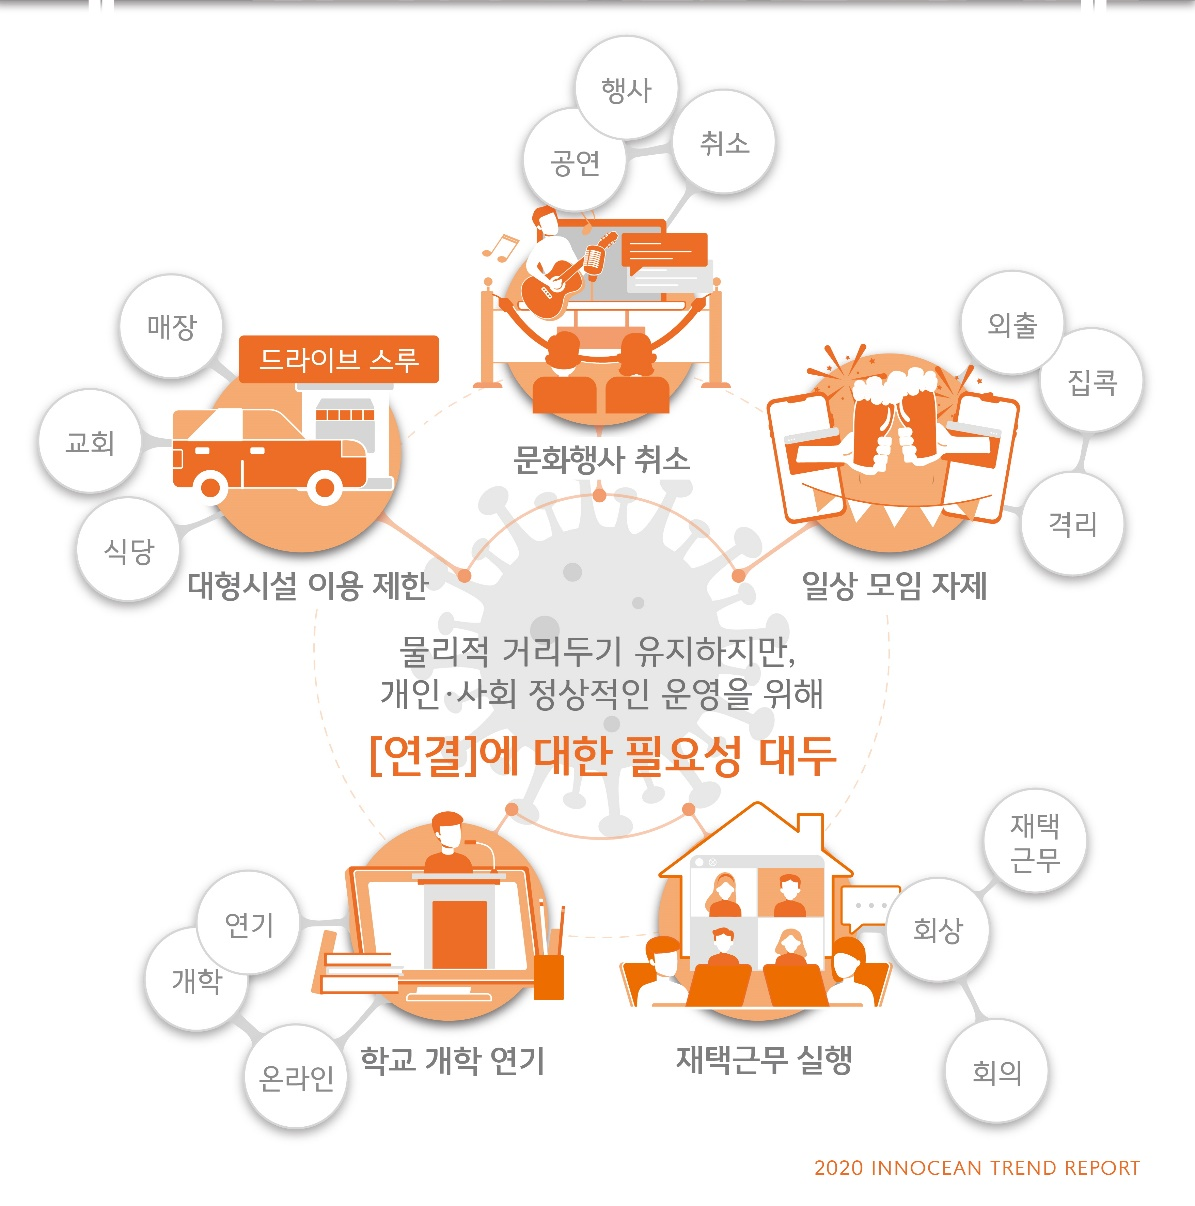 행사
공연
취소
매장
드라이브 스루
교회
식당
외출
집콕
격리
문화행사 취소
대형시설 이용 제한
일상 모임 자제
물리적 거리두기 유지하지만,
개인·사회 정상적인 운영을 위해
[연결]에 대한 필요성 대두
연기
개학
온라인
학교 개학 연기
재택
근무
회상
회의
재택근무 실행
2020 INNOCEAN TREND REPORT